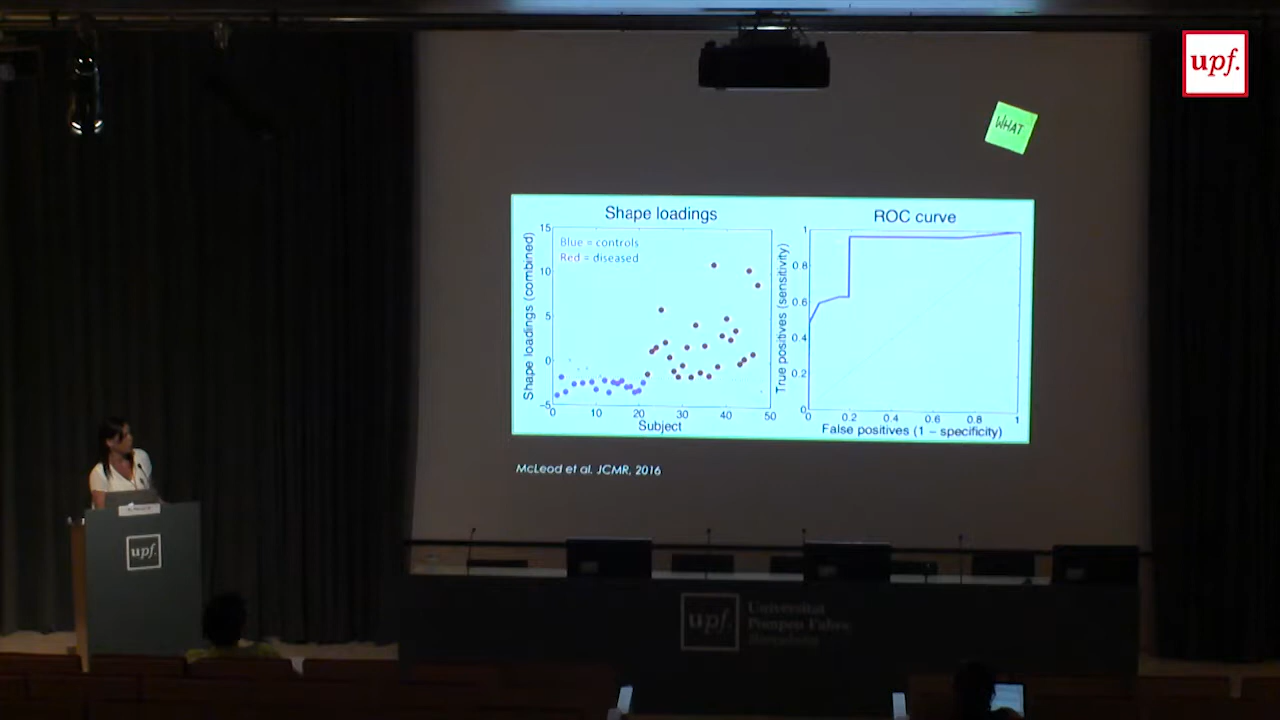 upf.
WHAT
Shape loadings
Blue = controls
Red = diseased
Shape loadings (combined)
15
10
5
0
-5
0 10 20 30 40 50
Subject
ROC curve
True positives (sensitivity)
1
0.8
0.6
0.4
0.2
0
0 0.2 0.4 0.6 0.8 1
False positives (1 – specificity)
McLeod et al. JCMR, 2016
upf.
upf.
Universitat
Pompeu Fabra
Barcelona